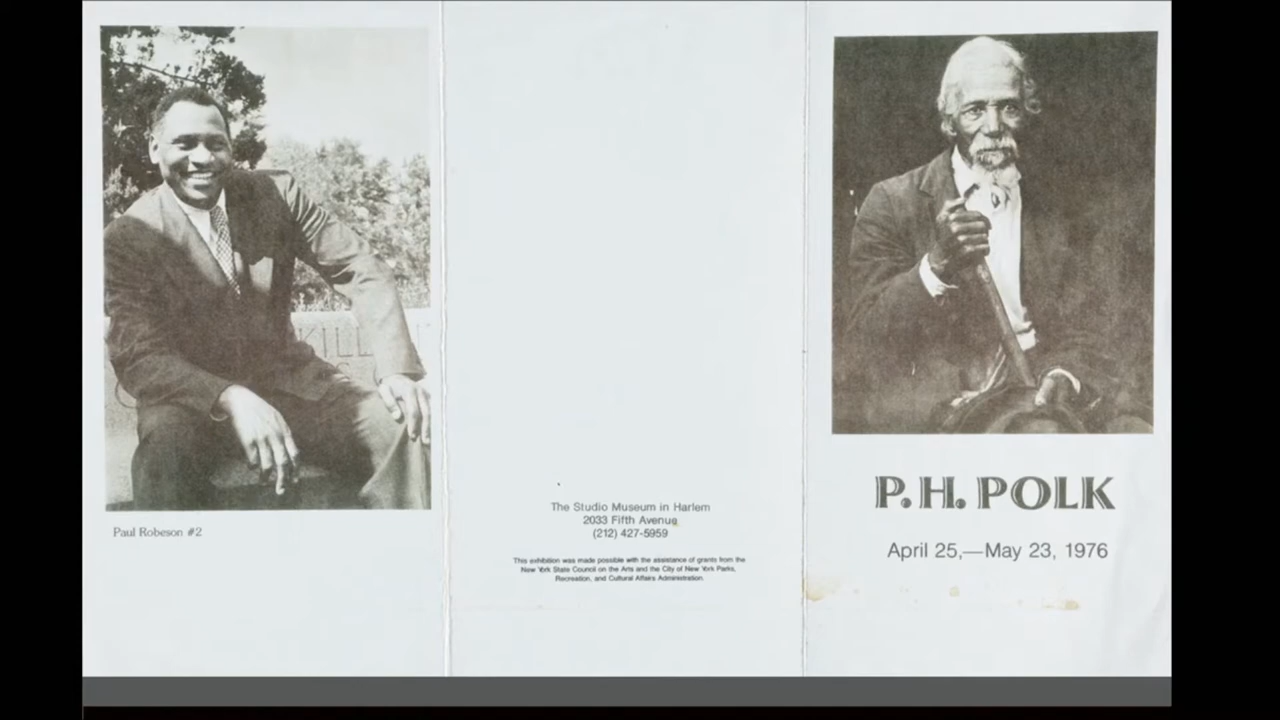 KILL
Paul Robeson #2
The Studio Museum in Harlem
2033 Fifth Avenue
(212) 427-5959
This exhibition was made possible with the assistance of grants from the
New York State Council on the Arts and the City of New York Parks,
Recreation, and Cultural Affairs Administration.
P. H. POLK
April 25,—May 23, 1976